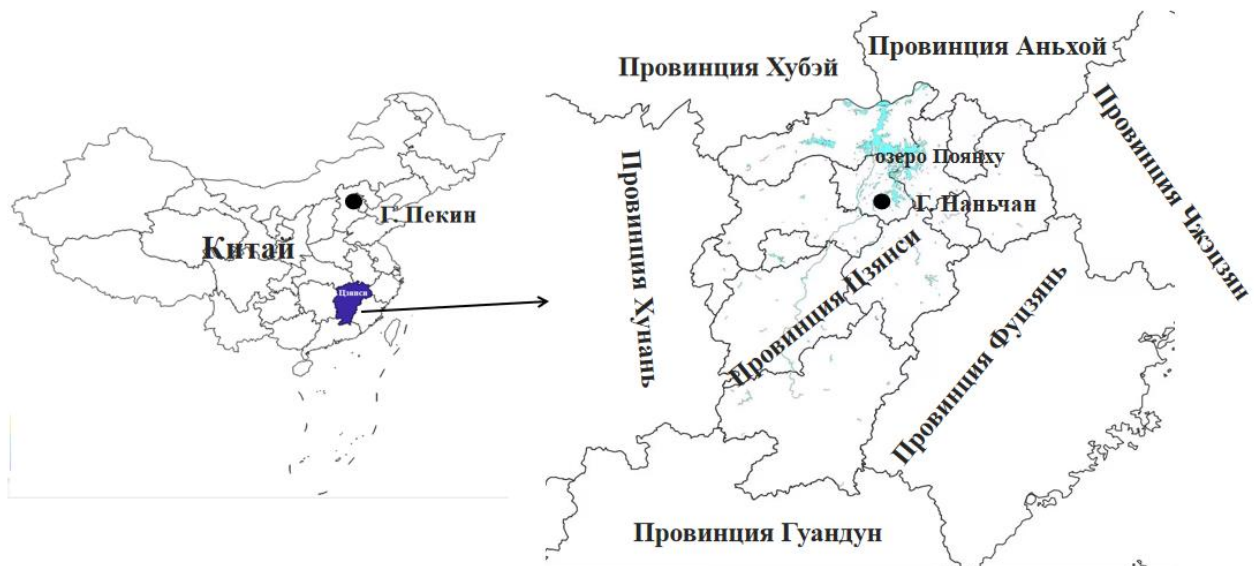 Г. Пекин
Китай
Цзянси
Провинция Хубэй
Провинция Аньхой
Провинция Чжэцзян
озеро Поянху
Г. Наньчан
Провинция Хунань
Провинция Цзянси
Провинция Фуцзянь
Провинция Гуандун